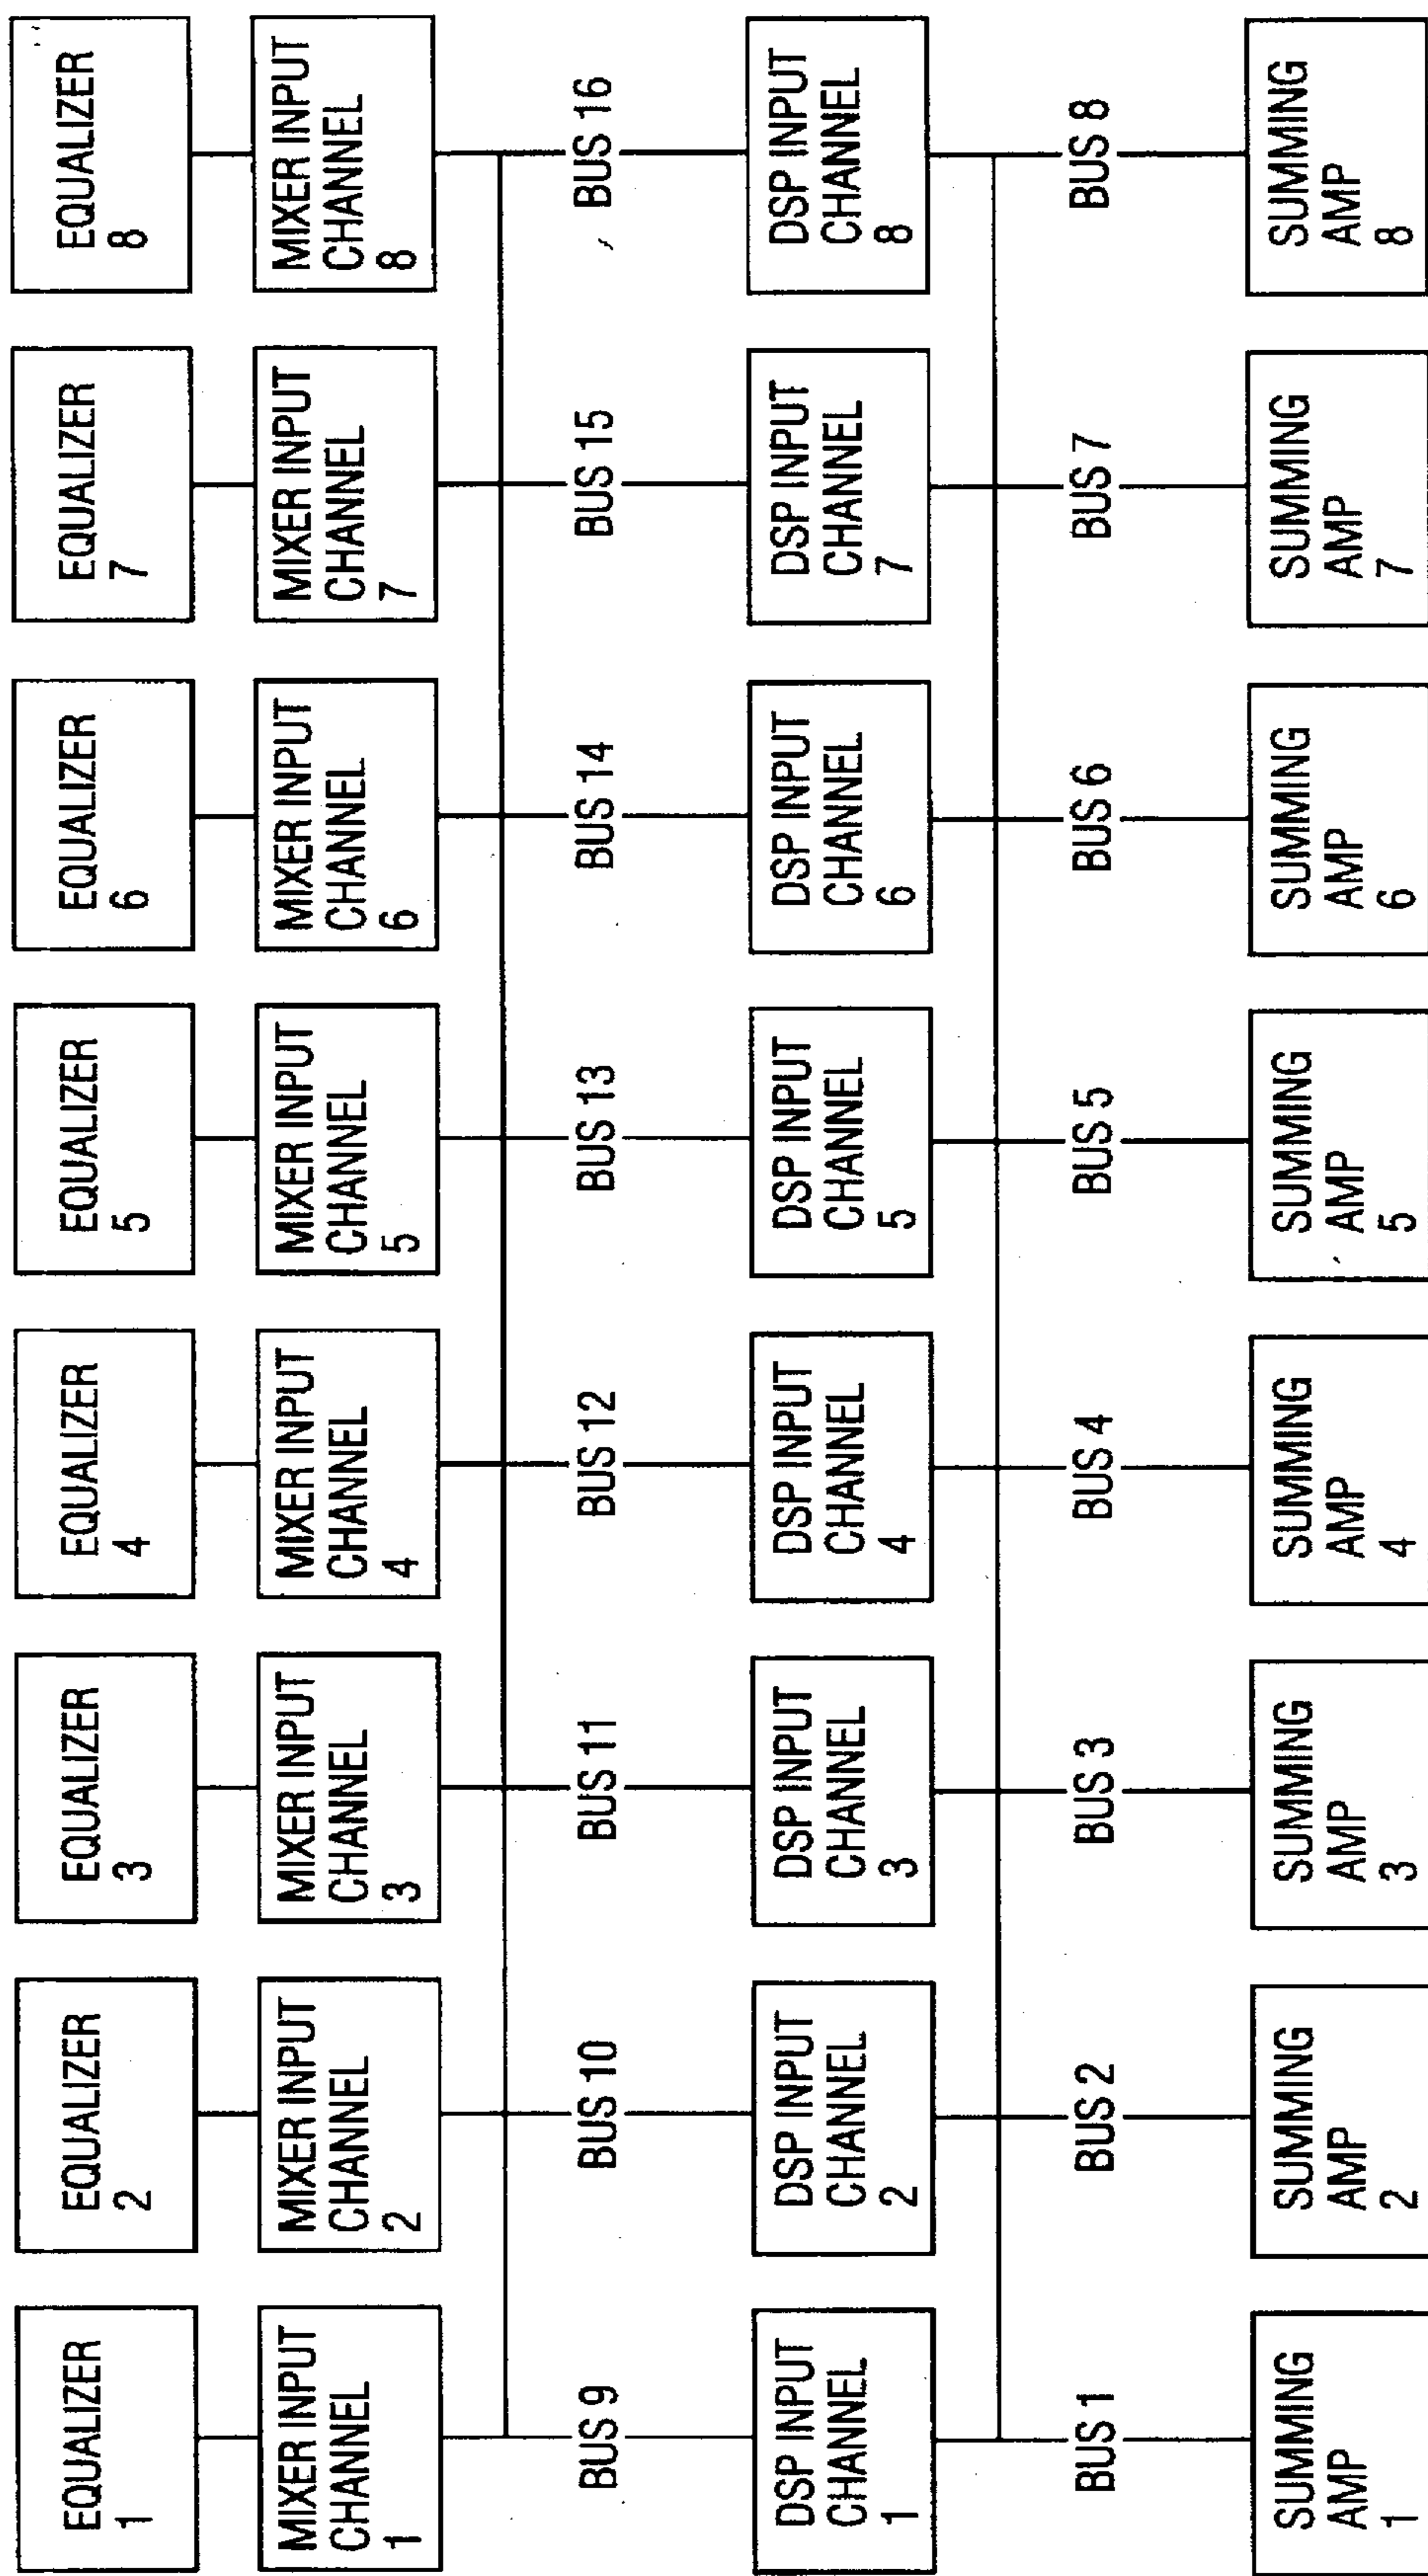 EQUALIZER
1
EQUALIZER
2
EQUALIZER
3
EQUALIZER
4
EQUALIZER
5
EQUALIZER
6
EQUALIZER
7
EQUALIZER
8
MIXER INPUT
CHANNEL
1
MIXER INPUT
CHANNEL
2
MIXER INPUT
CHANNEL
3
MIXER INPUT
CHANNEL
4
MIXER INPUT
CHANNEL
5
MIXER INPUT
CHANNEL
6
MIXER INPUT
CHANNEL
7
MIXER INPUT
CHANNEL
8
BUS 9
BUS 10
BUS 11
BUS 12
BUS 13
BUS 14
BUS 15
BUS 16
DSP INPUT
CHANNEL
1
DSP INPUT
CHANNEL
2
DSP INPUT
CHANNEL
3
DSP INPUT
CHANNEL
4
DSP INPUT
CHANNEL
5
DSP INPUT
CHANNEL
6
DSP INPUT
CHANNEL
7
DSP INPUT
CHANNEL
8
BUS 1
BUS 2
BUS 3
BUS 4
BUS 5
BUS 6
BUS 7
BUS 8
SUMMING
AMP
1
SUMMING
AMP
2
SUMMING
AMP
3
SUMMING
AMP
4
SUMMING
AMP
5
SUMMING
AMP
6
SUMMING
AMP
7
SUMMING
AMP
8